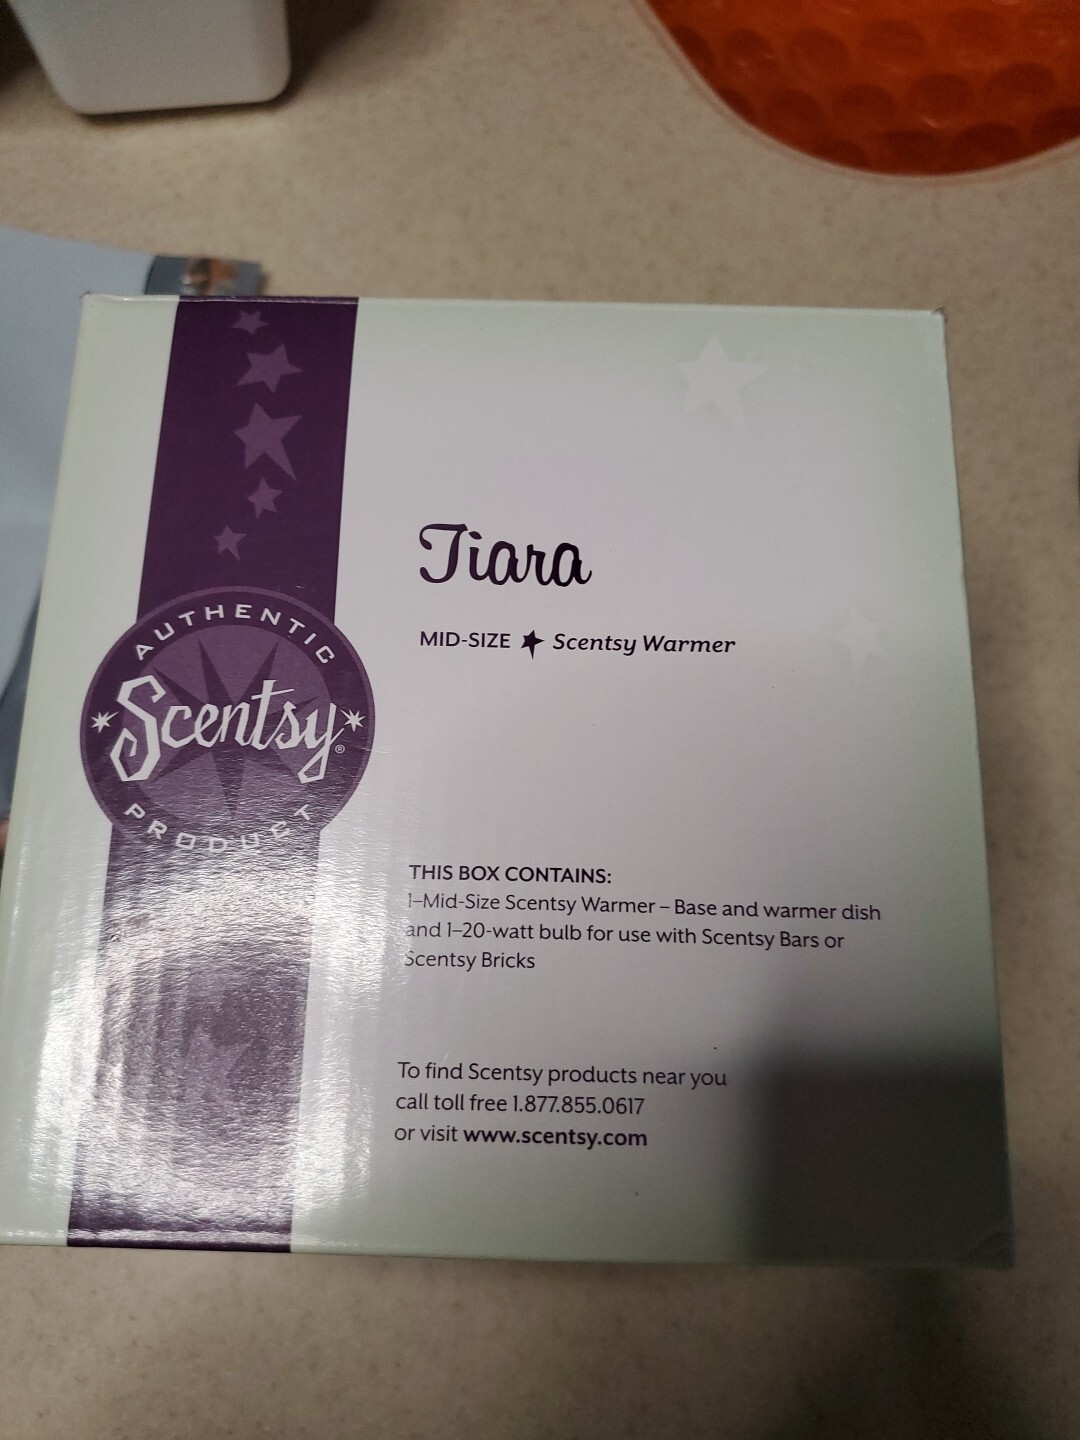 AUTHENTIC
Scentsy®
PRODUCT
Tiara
MID-SIZE Scentsy Warmer
THIS BOX CONTAINS:
1–Mid-Size Scentsy Warmer – Base and warmer dish
and 1–20-watt bulb for use with Scentsy Bars or
Scentsy Bricks
To find Scentsy products near you
call toll free 1.877.855.0617
or visit www.scentsy.com